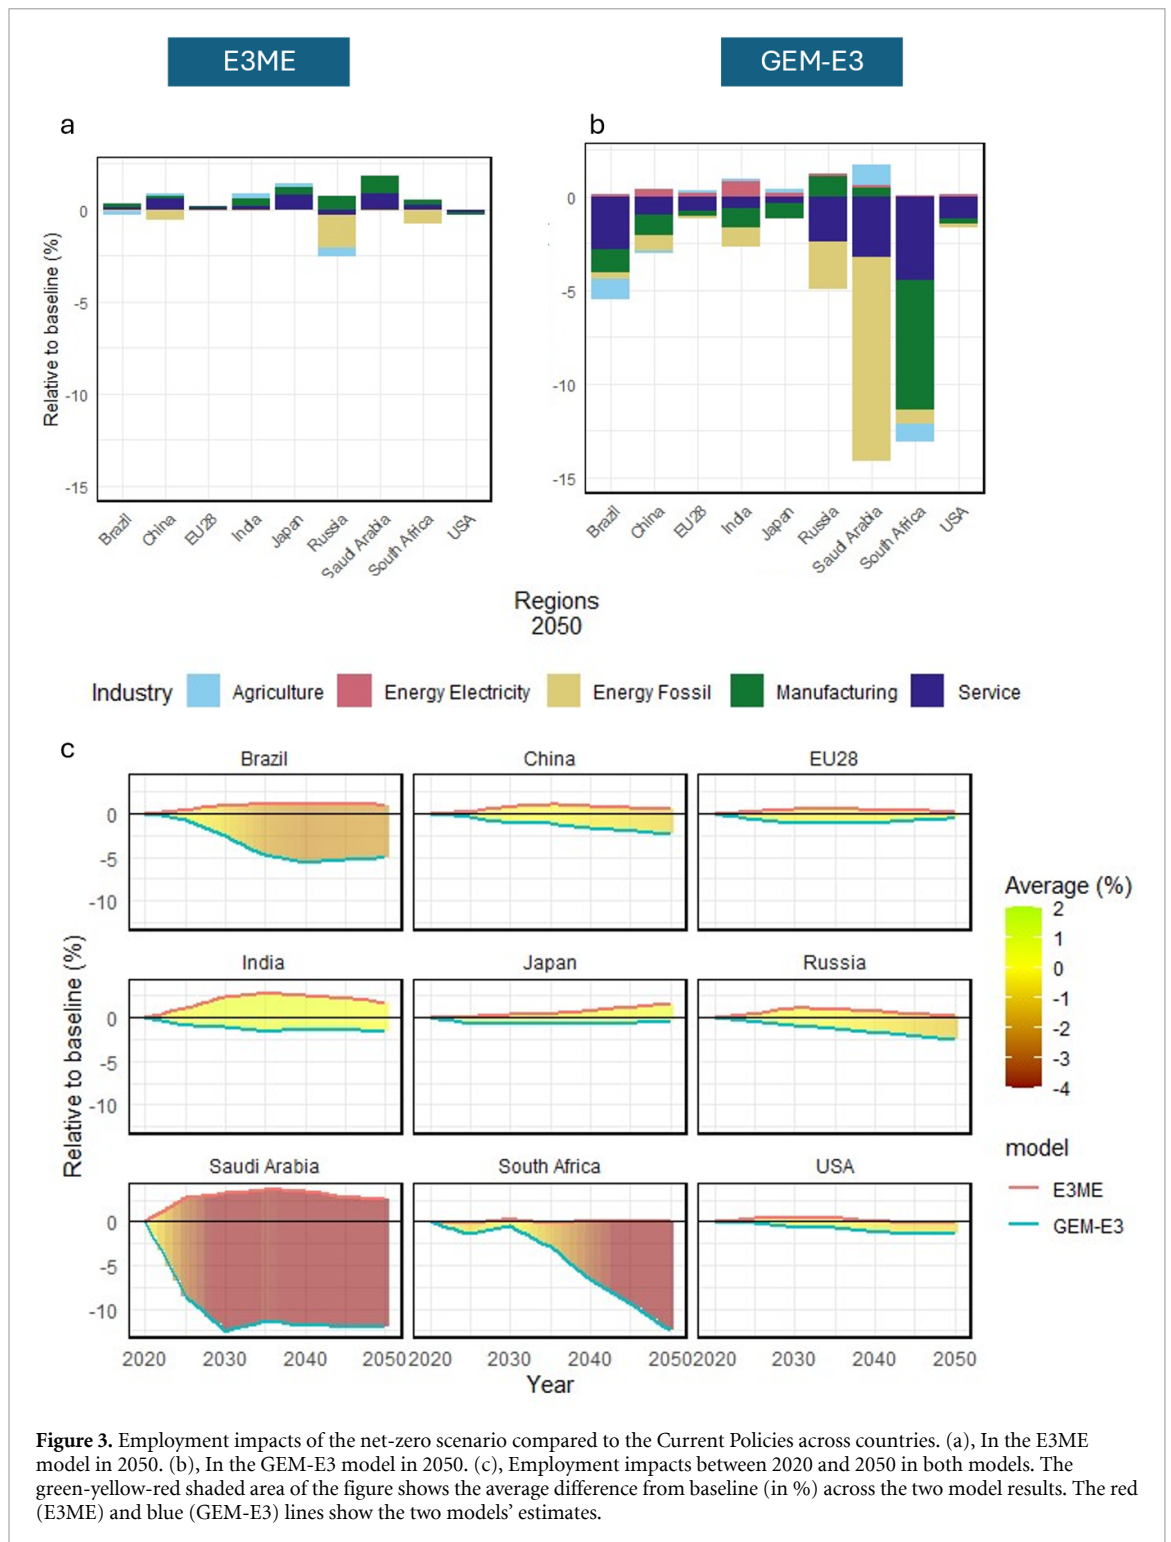 E3ME
GEM-E3
a
b
0
-5
-10
-15
Relative to baseline (%)
Brazil
China
EU28
India
Japan
Russia
Saudi Arabia
South Africa
USA
0
-5
-10
-15
Brazil
China
EU28
India
Japan
Russia
Saudi Arabia
South Africa
USA
Regions
2050
Industry Agriculture Energy Electricity Energy Fossil Manufacturing Service
c
Brazil China EU28
0
-5
-10
India Japan Russia
0
-5
-10
Saudi Arabia South Africa USA
0
-5
-10
Relative to baseline (%)
2020 2030 2040 2050 2020 2030 2040 2050 2020 2030 2040 2050
Year
Average (%)
2
1
0
-1
-2
-3
-4
model
E3ME
GEM-E3
Figure 3. Employment impacts of the net-zero scenario compared to the Current Policies across countries. (a), In the E3ME
model in 2050. (b), In the GEM-E3 model in 2050. (c), Employment impacts between 2020 and 2050 in both models. The
green-yellow-red shaded area of the figure shows the average difference from baseline (in %) across the two model results. The red
(E3ME) and blue (GEM-E3) lines show the two models' estimates.